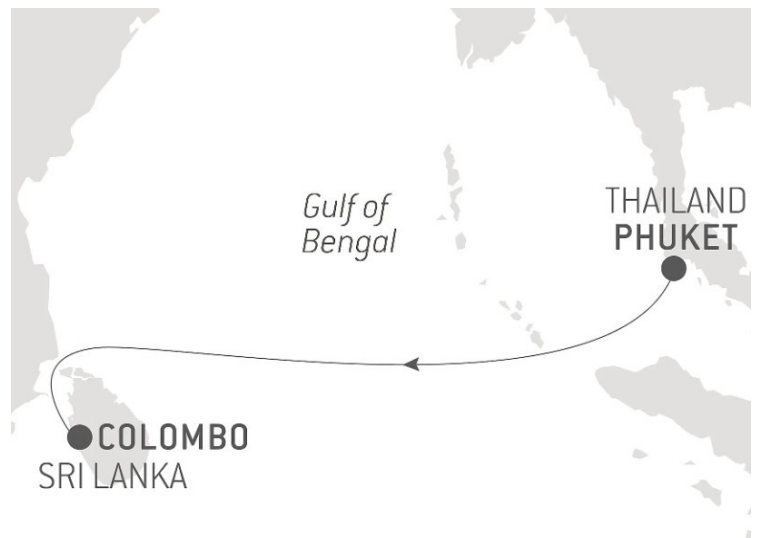 Gulf of
Bengal
THAILAND
PHUKET
COLOMBO
SRI LANKA